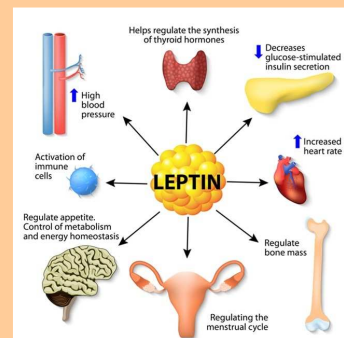 Helps regulate the synthesis
of thyroid hormones
Decreases
glucose-stimulated
insulin secretion
High
blood
pressure
Increased
heart rate
Activation of
immune
cells
LEPTIN
Regulate appetite.
Control of metabolism
and energy homeostasis
Regulate
bone mass
Regulating the
menstrual cycle